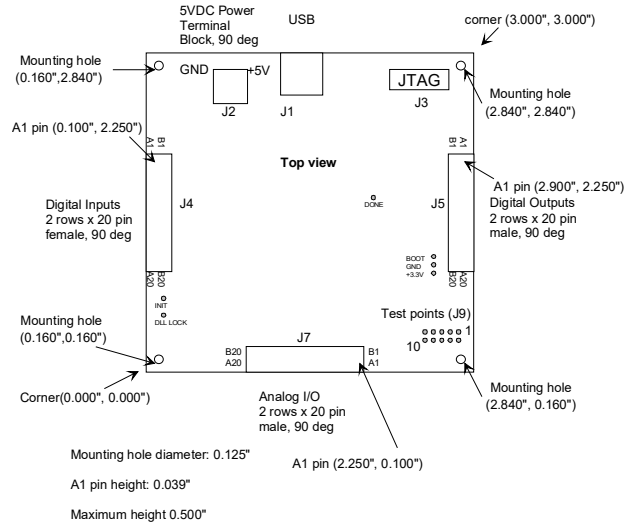 5VDC Power
Terminal
Block, 90 deg
USB
corner (3.000", 3.000")
Mounting hole
(0.160",2.840")
GND
+5V
J2
J1
JTAG
J3
Mounting hole
(2.840", 2.840")
A1 pin (0.100", 2.250")
A1
B1
B1
A1
Top view
A1 pin (2.900", 2.250")
Digital Inputs
2 rows x 20 pin
female, 90 deg
J4
DONE
J5
Digital Outputs
2 rows x 20 pin
male, 90 deg
BOOT
GND
+3.3V
A20
B20
B20
A20
INIT
DLL LOCK
Test points (J9)
1
10
Mounting hole
(0.160",0.160")
J7
B20
A20
B1
A1
Corner(0.000", 0.000")
Mounting hole
(2.840", 0.160")
Analog I/O
2 rows x 20 pin
male, 90 deg
Mounting hole diameter: 0.125"
A1 pin (2.250", 0.100")
A1 pin height: 0.039"
Maximum height 0.500"